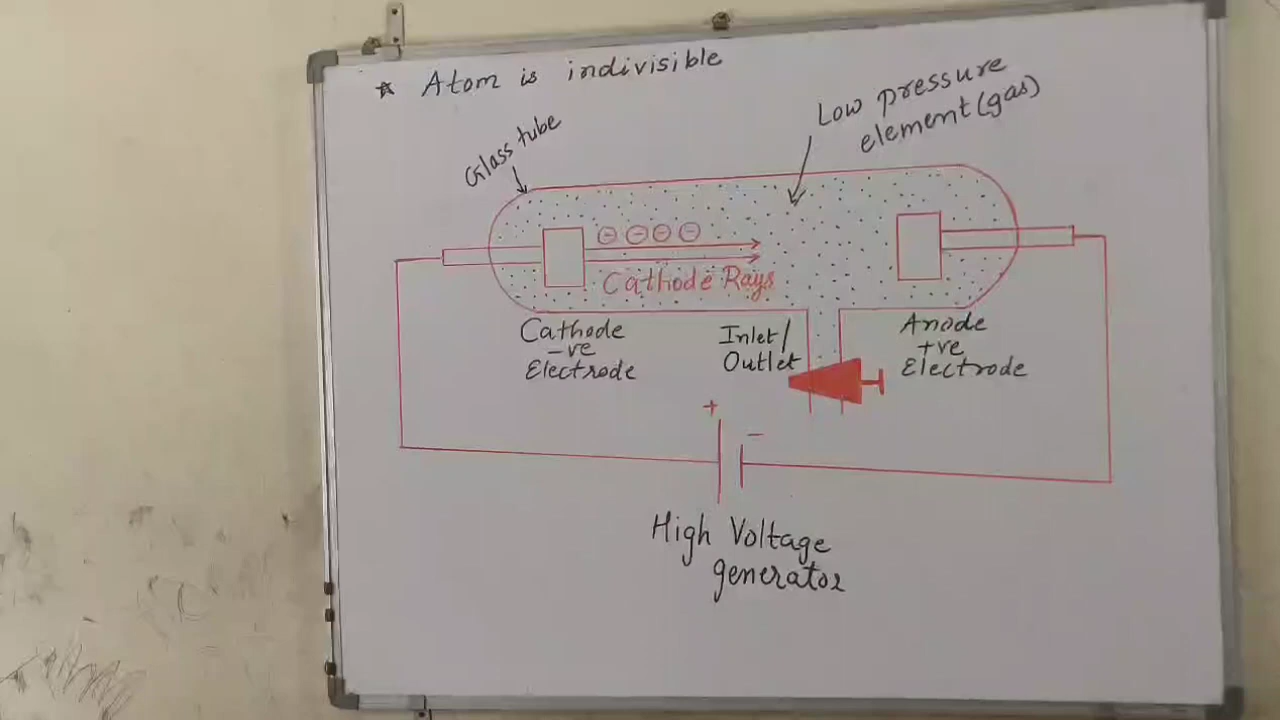 ☆ Atom is indivisible
Glass tube
Low pressure
element (gas)
⊖ ⊖ ⊖ ⊖
Cathode Rays
Cathode
-ve
Electrode
Inlet/
Outlet
Anode
+ve
Electrode
+ -
High Voltage
generator